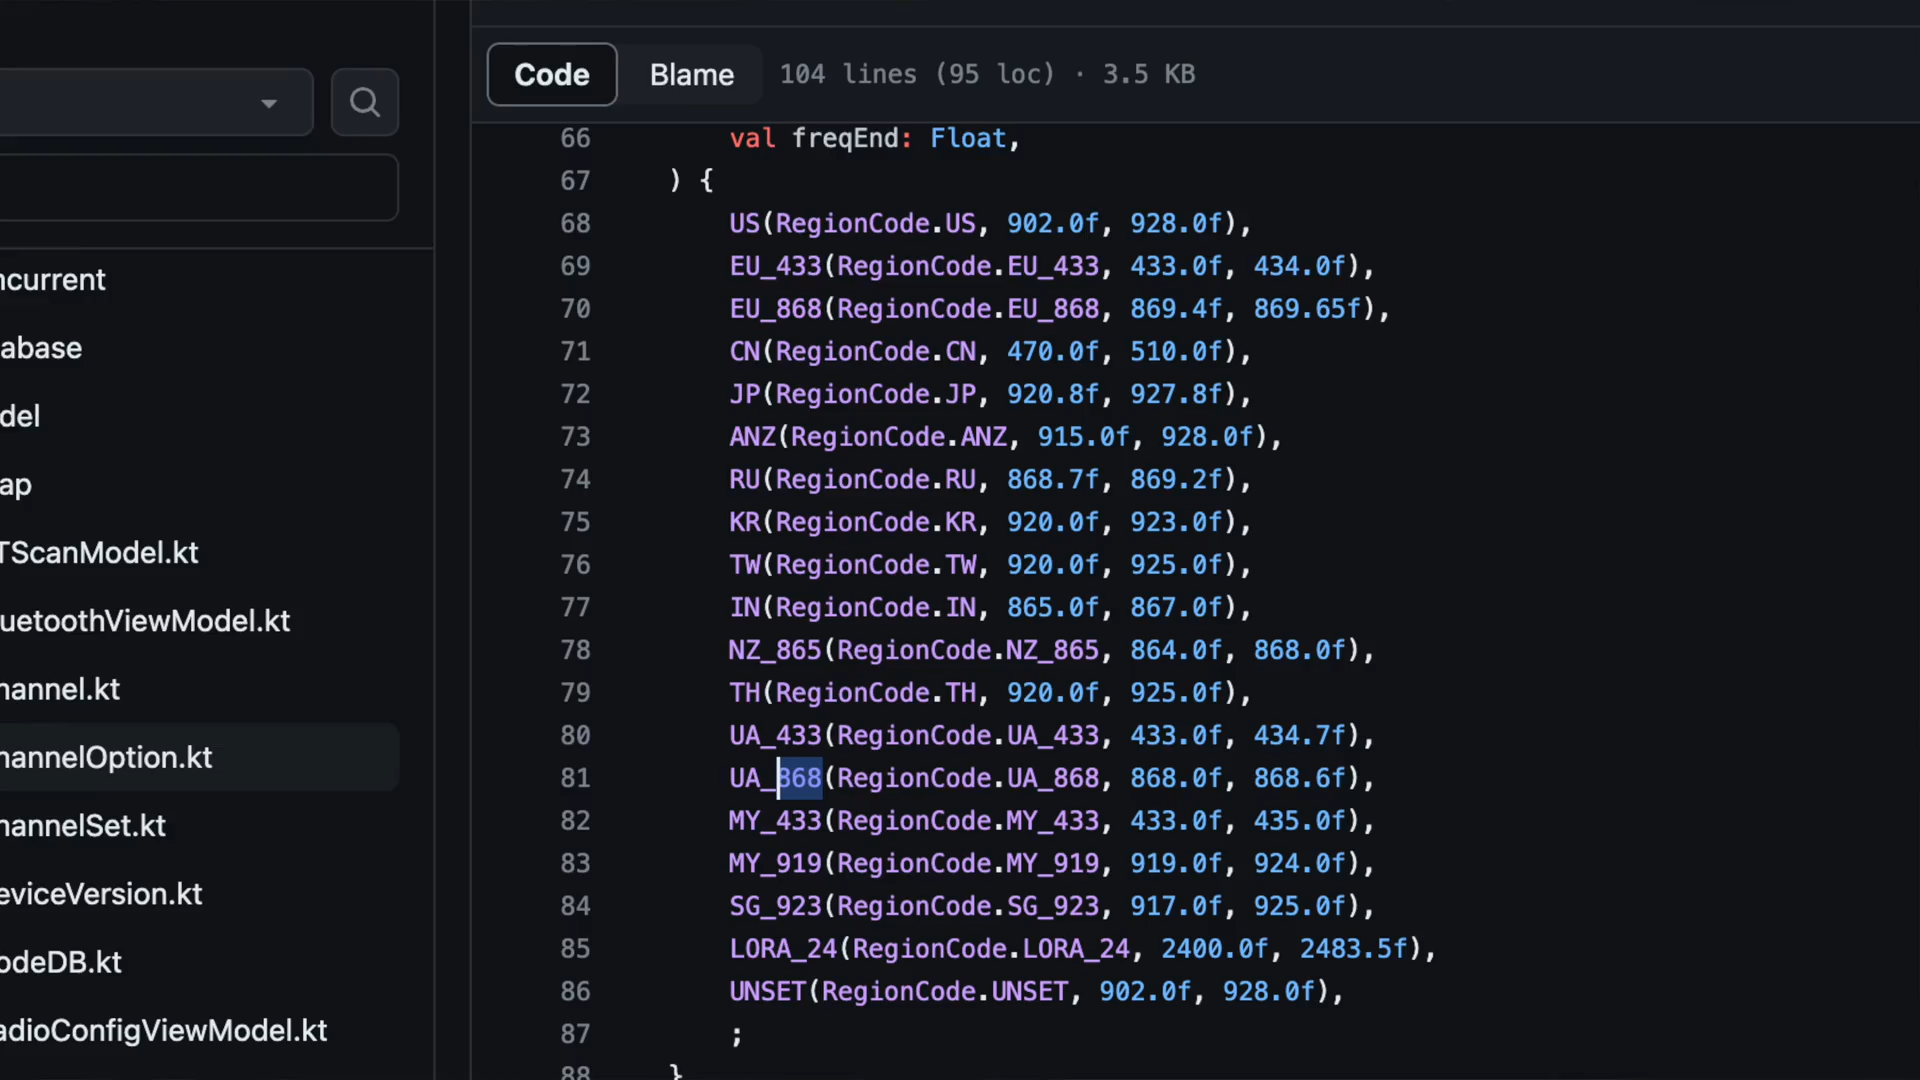 Code Blame 104 lines (95 loc) · 3.5 KB
ncurrent
abase
del
ap
TScanModel.kt
uetoothViewModel.kt
hannel.kt
hannelOption.kt
hannelSet.kt
eviceVersion.kt
odeDB.kt
adioConfigViewModel.kt
66 val freqEnd: Float,
67 ) {
68 US(RegionCode.US, 902.0f, 928.0f),
69 EU_433(RegionCode.EU_433, 433.0f, 434.0f),
70 EU_868(RegionCode.EU_868, 869.4f, 869.65f),
71 CN(RegionCode.CN, 470.0f, 510.0f),
72 JP(RegionCode.JP, 920.8f, 927.8f),
73 ANZ(RegionCode.ANZ, 915.0f, 928.0f),
74 RU(RegionCode.RU, 868.7f, 869.2f),
75 KR(RegionCode.KR, 920.0f, 923.0f),
76 TW(RegionCode.TW, 920.0f, 925.0f),
77 IN(RegionCode.IN, 865.0f, 867.0f),
78 NZ_865(RegionCode.NZ_865, 864.0f, 868.0f),
79 TH(RegionCode.TH, 920.0f, 925.0f),
80 UA_433(RegionCode.UA_433, 433.0f, 434.7f),
81 UA_868(RegionCode.UA_868, 868.0f, 868.6f),
82 MY_433(RegionCode.MY_433, 433.0f, 435.0f),
83 MY_919(RegionCode.MY_919, 919.0f, 924.0f),
84 SG_923(RegionCode.SG_923, 917.0f, 925.0f),
85 LORA_24(RegionCode.LORA_24, 2400.0f, 2483.5f),
86 UNSET(RegionCode.UNSET, 902.0f, 928.0f),
87 ;
88 }